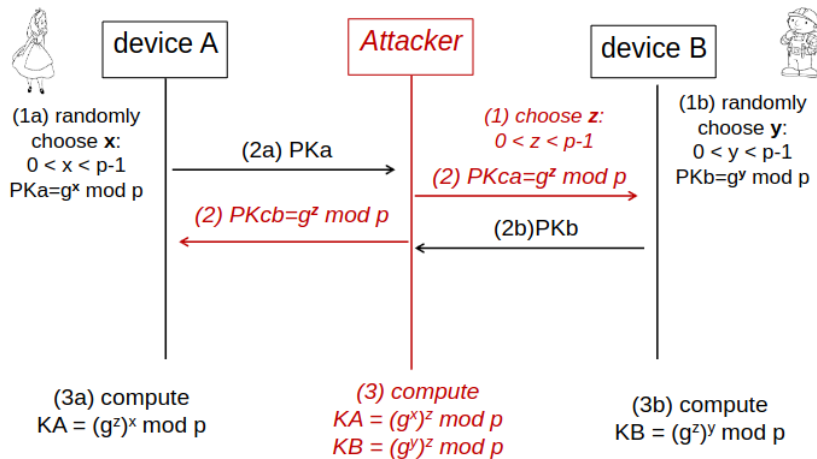 device A
Attacker
device B
(1a) randomly
choose x:
0 < x < p-1
PKa=gˣ mod p
(1) choose z:
0 < z < p-1
(1b) randomly
choose y:
0 < y < p-1
PKb=gʸ mod p
(2a) PKa
(2) PKca=gᶻ mod p
(2) PKcb=gᶻ mod p
(2b)PKb
(3a) compute
KA = (gᶻ)ˣ mod p
(3) compute
KA = (gˣ)ᶻ mod p
KB = (gʸ)ᶻ mod p
(3b) compute
KB = (gᶻ)ʸ mod p